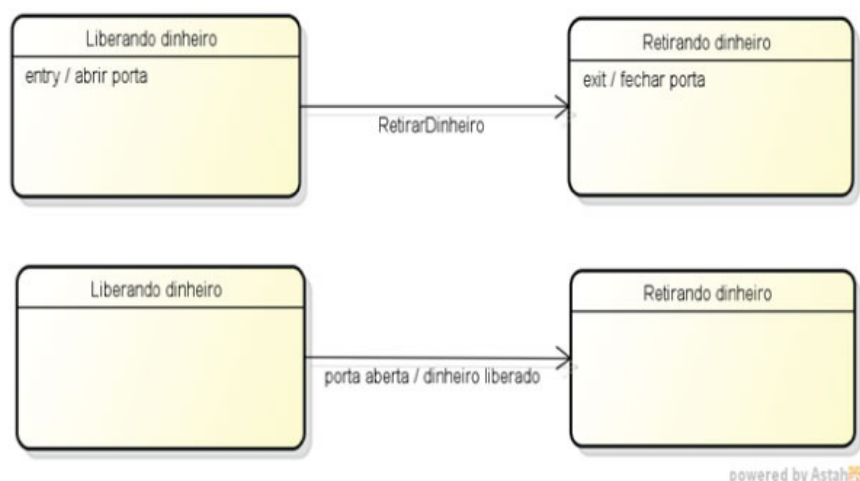 Liberando dinheiro
entry / abrir porta
RetirarDinheiro
Retirando dinheiro
exit / fechar porta
Liberando dinheiro
porta aberta / dinheiro liberado
Retirando dinheiro
powered by Astah